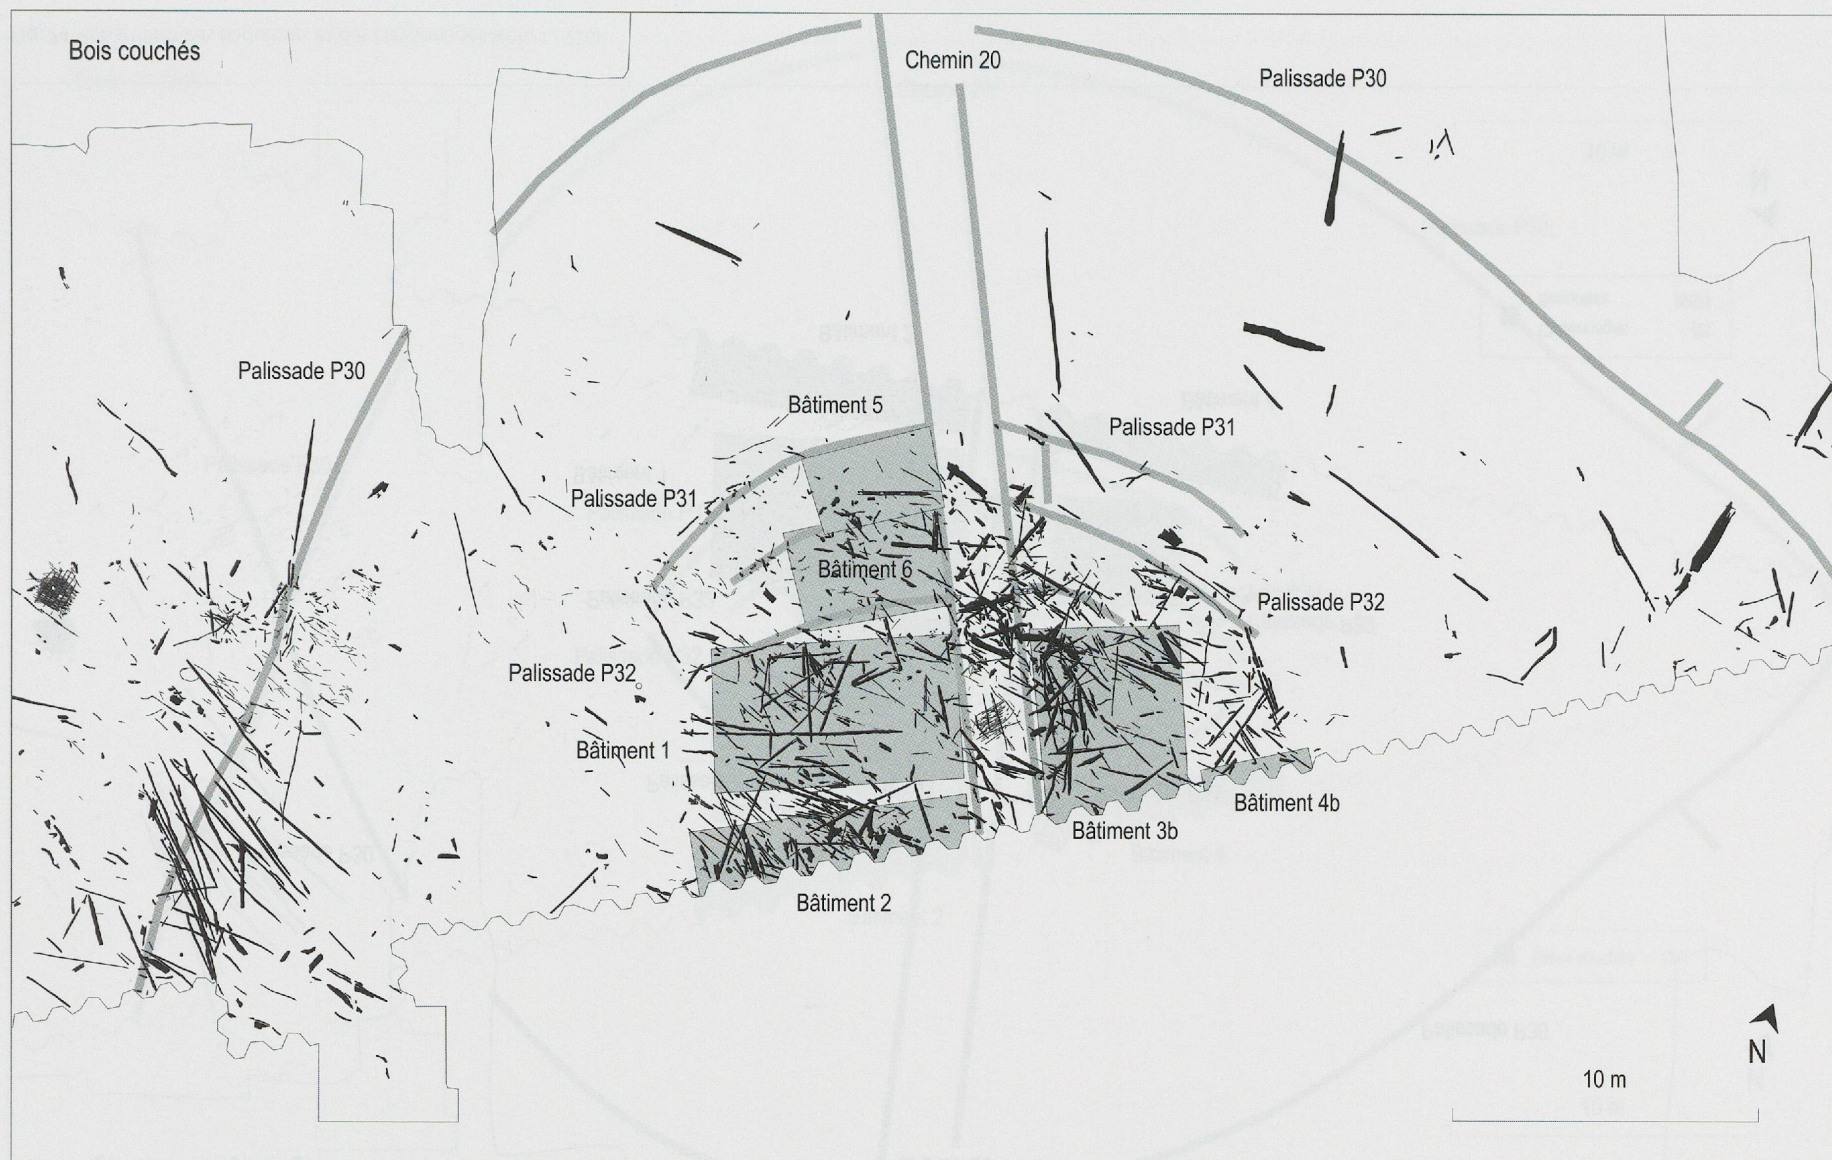 Bois couchés
Chemin 20
Palissade P30
Palissade P30
Bâtiment 5
Palissade P31
Palissade P31
Bâtiment 6
Palissade P32
Palissade P32
Bâtiment 1
Bâtiment 4b
Bâtiment 3b
Bâtiment 2
N
10 m